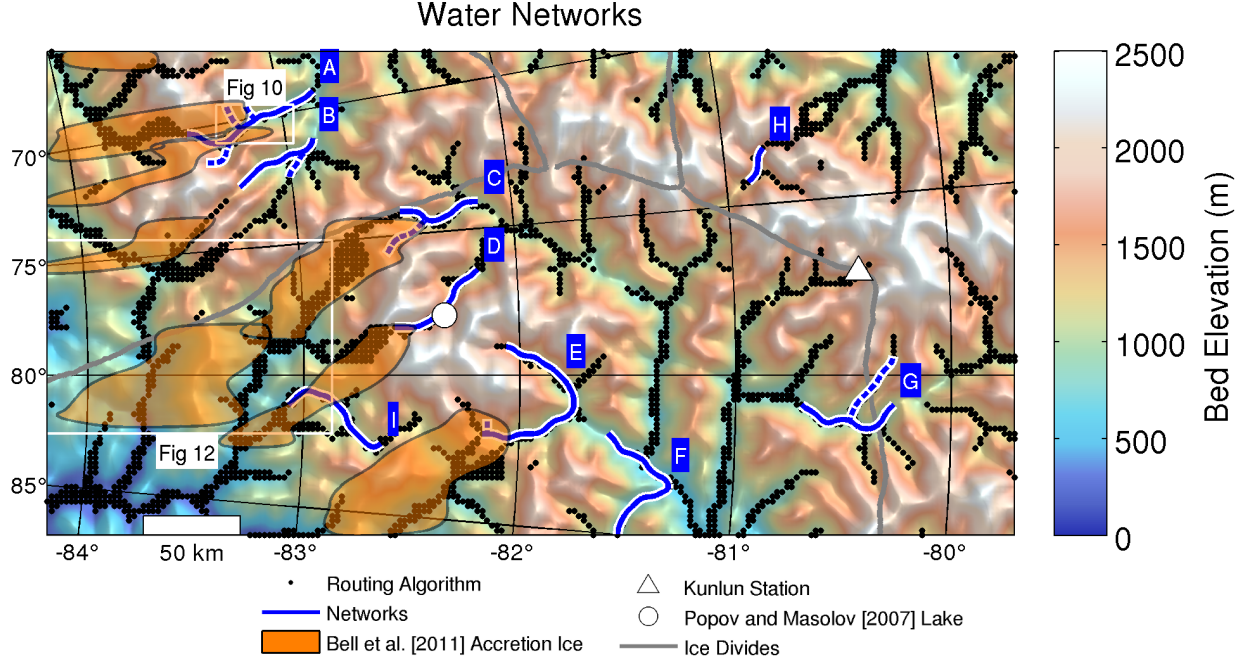 Water Networks
A
Fig 10
B
H
C
D
E
G
I
F
Fig 12
70°
75°
80°
85°
50 km
-84°
-83°
-82°
-81°
-80°
2500
2000
1500
1000
500
0
Bed Elevation (m)
Routing Algorithm
Networks
Bell et al. [2011] Accretion Ice
Kunlun Station
Popov and Masolov [2007] Lake
Ice Divides